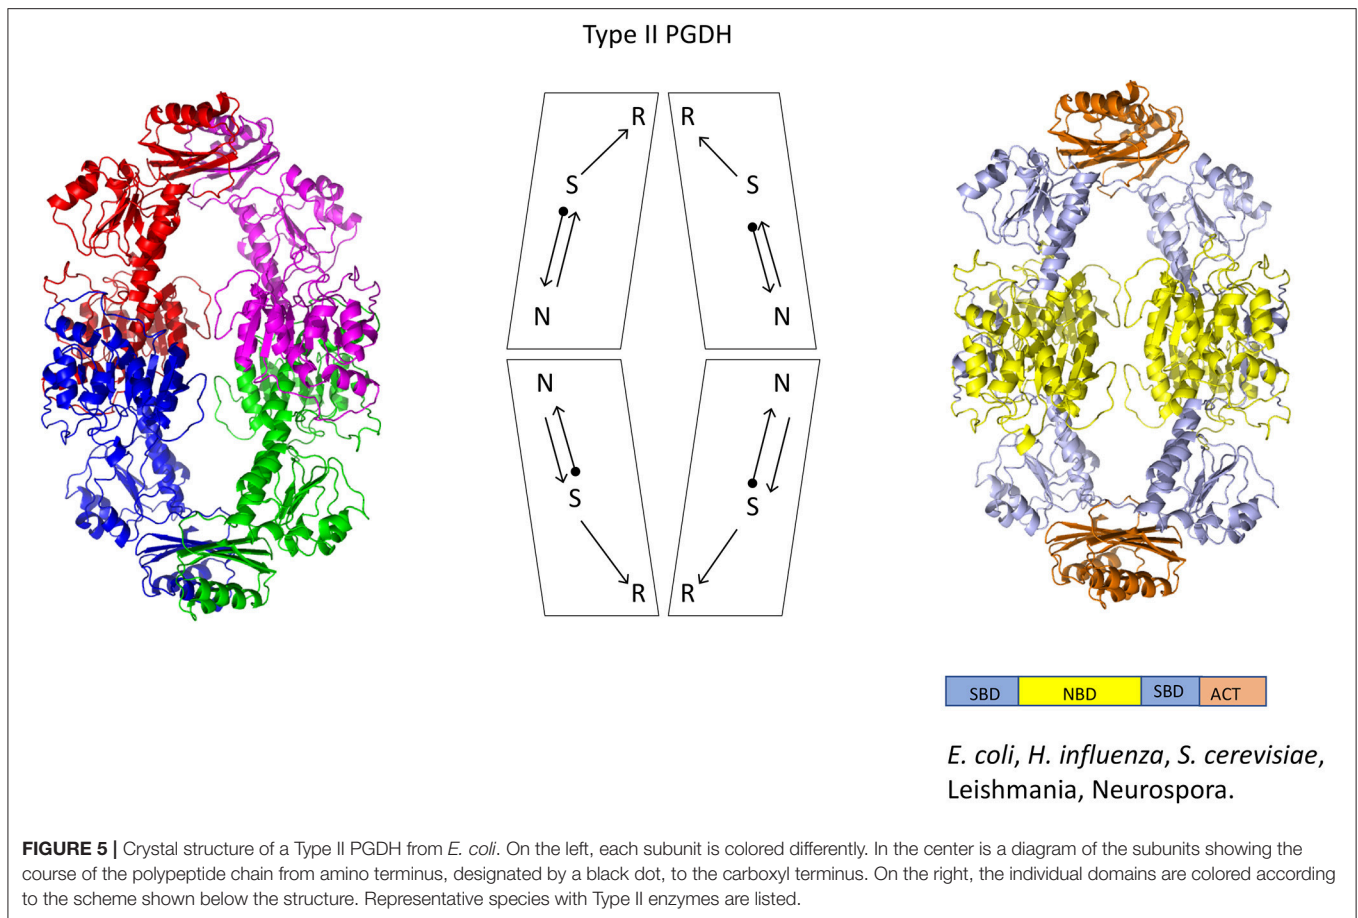 Type II PGDH
R R
S S
N N
N N
S S
R R
SBD NBD SBD ACT
E. coli, H. influenza, S. cerevisiae,
Leishmania, Neurospora.
FIGURE 5 | Crystal structure of a Type II PGDH from E. coli. On the left, each subunit is colored differently. In the center is a diagram of the subunits showing the
course of the polypeptide chain from amino terminus, designated by a black dot, to the carboxyl terminus. On the right, the individual domains are colored according
to the scheme shown below the structure. Representative species with Type II enzymes are listed.